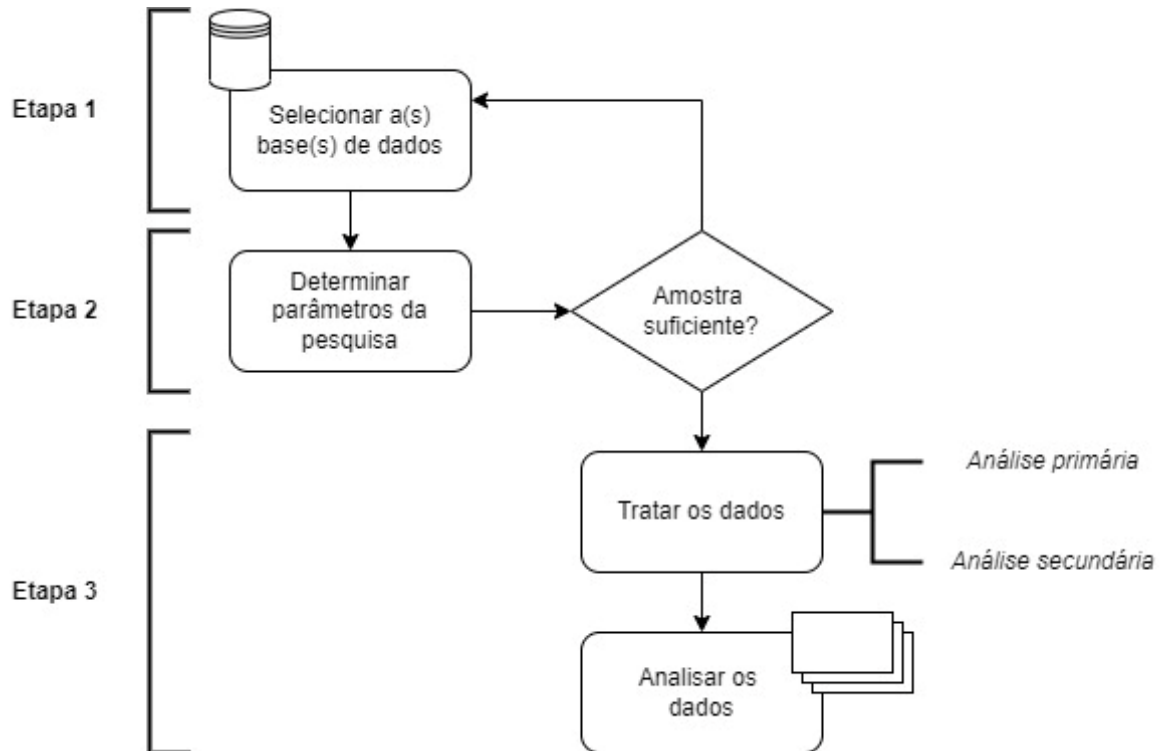 Etapa 1
Selecionar a(s)
base(s) de dados
Etapa 2
Determinar
parâmetros da
pesquisa
Amostra
suficiente?
Etapa 3
Tratar os dados
Análise primária
Análise secundária
Analisar os
dados